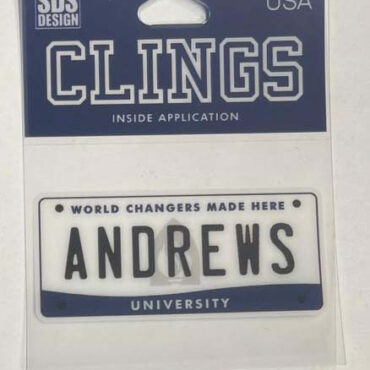 SDS
DESIGN
USA
CLINGS
INSIDE APPLICATION
WORLD CHANGERS MADE HERE
ANDREWS
UNIVERSITY